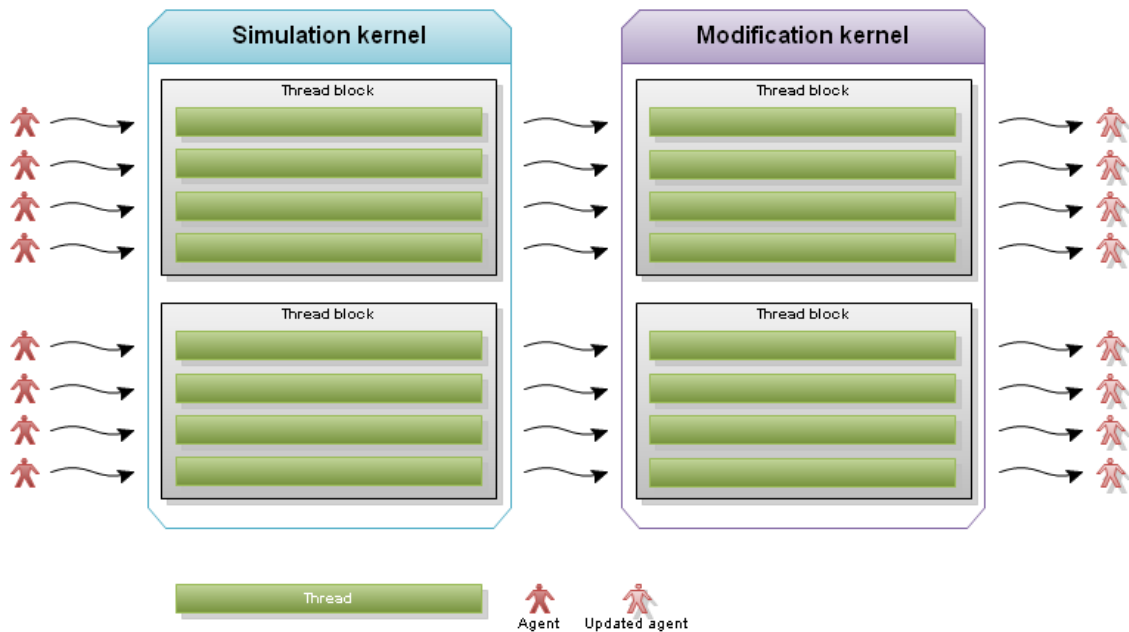 Simulation kernel
Modification kernel
Thread block
Thread block
Thread block
Thread block
Thread
Agent
Updated agent